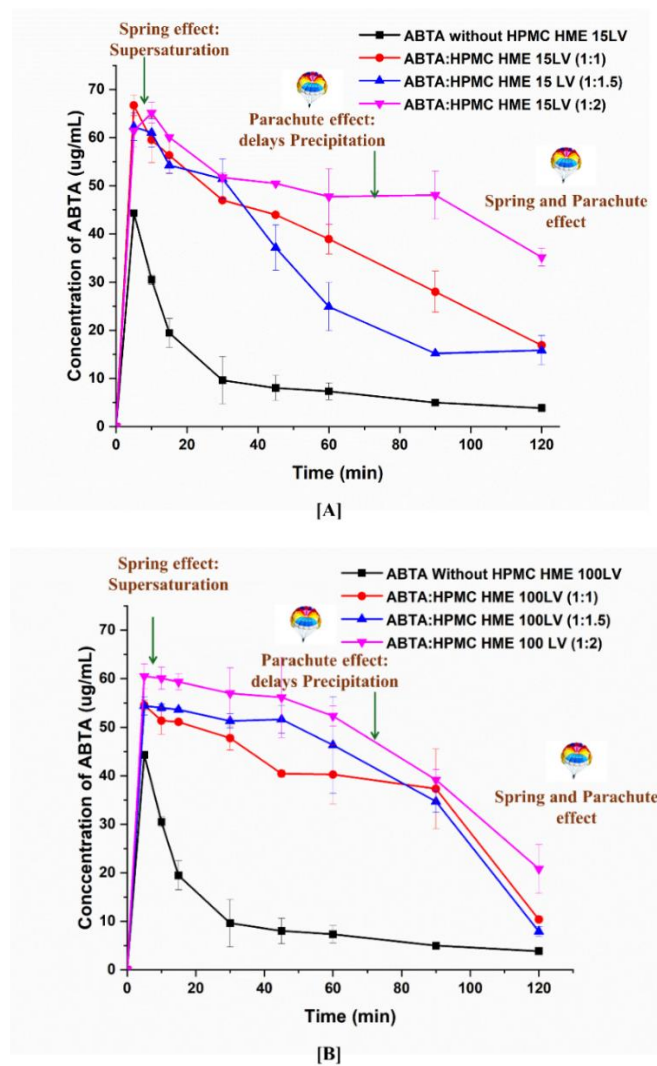 Spring effect:
Supersaturation
ABTA without HPMC HME 15LV
ABTA:HPMC HME 15LV (1:1)
ABTA:HPMC HME 15 LV (1:1.5)
ABTA:HPMC HME 15LV (1:2)
Parachute effect:
delays Precipitation
Spring and Parachute
effect
Concentration of ABTA (ug/mL)
70
60
50
40
30
20
10
0
0 20 40 60 80 100 120
Time (min)
[A]
Spring effect:
Supersaturation
ABTA Without HPMC HME 100LV
ABTA:HPMC HME 100LV (1:1)
ABTA:HPMC HME 100LV (1:1.5)
ABTA:HPMC HME 100 LV (1:2)
Parachute effect:
delays Precipitation
Spring and Parachute
effect
Conccentration of ABTA (ug/mL)
70
60
50
40
30
20
10
0
0 20 40 60 80 100 120
Time (min)
[B]